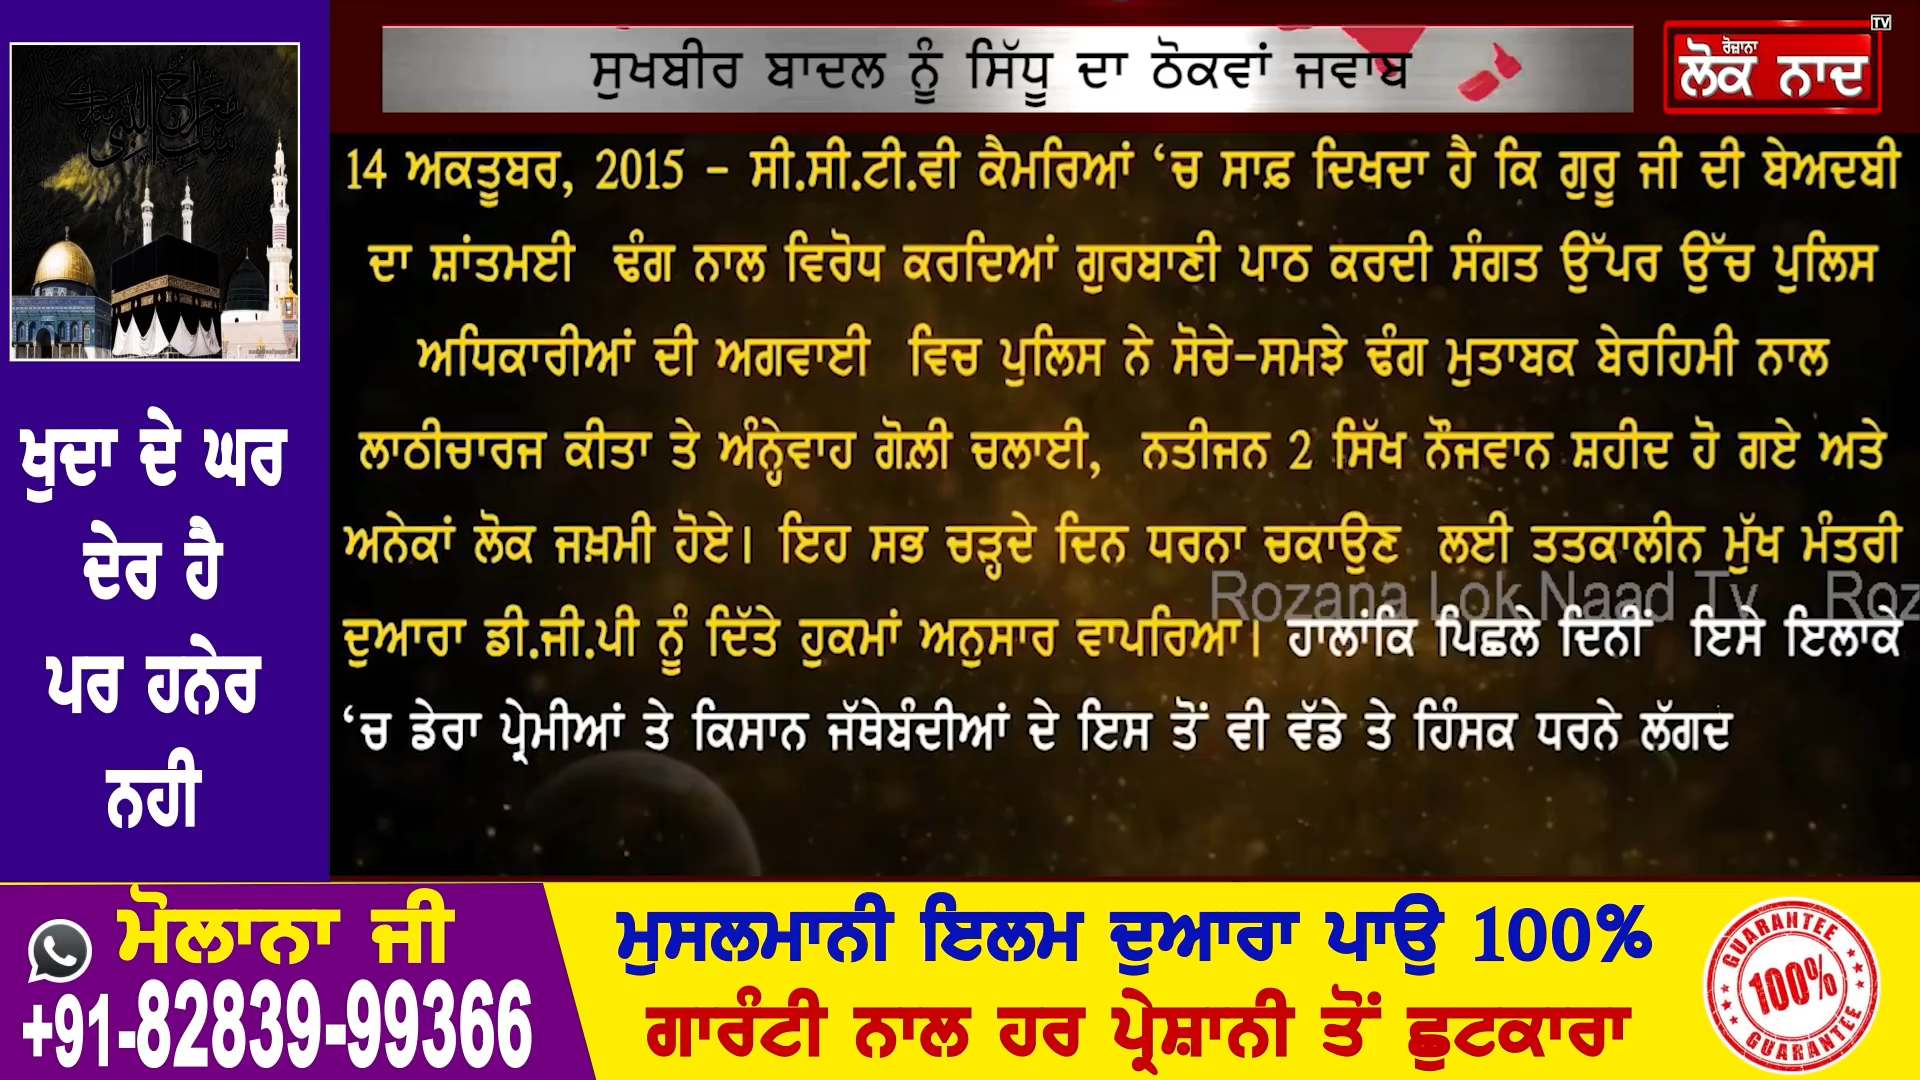 ਸੁਖਬੀਰ ਬਾਦਲ ਨੂੰ ਸਿੱਧੂ ਦਾ ਠੋਕਵਾਂ ਜਵਾਬ
ਰੋਜ਼ਾਨਾ
ਲੋਕ ਨਾਦ
TV
14 ਅਕਤੂਬਰ, 2015 – ਸੀ.ਸੀ.ਟੀ.ਵੀ ਕੈਮਰਿਆਂ ‘ਚ ਸਾਫ਼ ਦਿਖਦਾ ਹੈ ਕਿ ਗੁਰੂ ਜੀ ਦੀ ਬੇਅਦਬੀ
ਦਾ ਸ਼ਾਂਤਮਈ ਢੰਗ ਨਾਲ ਵਿਰੋਧ ਕਰਦਿਆਂ ਗੁਰਬਾਣੀ ਪਾਠ ਕਰਦੀ ਸੰਗਤ ਉੱਪਰ ਉੱਚ ਪੁਲਿਸ
ਅਧਿਕਾਰੀਆਂ ਦੀ ਅਗਵਾਈ ਵਿਚ ਪੁਲਿਸ ਨੇ ਸੋਚੇ-ਸਮਝੇ ਢੰਗ ਮੁਤਾਬਕ ਬੇਰਹਿਮੀ ਨਾਲ
ਲਾਠੀਚਾਰਜ ਕੀਤਾ ਤੇ ਅੰਨ੍ਹੇਵਾਹ ਗੋਲੀ ਚਲਾਈ, ਨਤੀਜਨ 2 ਸਿੱਖ ਨੌਜਵਾਨ ਸ਼ਹੀਦ ਹੋ ਗਏ ਅਤੇ
ਅਨੇਕਾਂ ਲੋਕ ਜਖ਼ਮੀ ਹੋਏ। ਇਹ ਸਭ ਚੜ੍ਹਦੇ ਦਿਨ ਧਰਨਾ ਚਕਾਉਣ ਲਈ ਤਤਕਾਲੀਨ ਮੁੱਖ ਮੰਤਰੀ
ਦੁਆਰਾ ਡੀ.ਜੀ.ਪੀ ਨੂੰ ਦਿੱਤੇ ਹੁਕਮਾਂ ਅਨੁਸਾਰ ਵਾਪਰਿਆ। ਹਾਲਾਂਕਿ ਪਿਛਲੇ ਦਿਨੀਂ ਇਸੇ ਇਲਾਕੇ
‘ਚ ਡੇਰਾ ਪ੍ਰੇਮੀਆਂ ਤੇ ਕਿਸਾਨ ਜੱਥੇਬੰਦੀਆਂ ਦੇ ਇਸ ਤੋਂ ਵੀ ਵੱਡੇ ਤੇ ਹਿੰਸਕ ਧਰਨੇ ਲੱਗਦ
Rozana Lok Naad Tv Roz
ਖੁਦਾ ਦੇ ਘਰ
ਦੇਰ ਹੈ
ਪਰ ਹਨੇਰ
ਨਹੀ
ਮੋਲਾਨਾ ਜੀ
+91-82839-99366
ਮੁਸਲਮਾਨੀ ਇਲਮ ਦੁਆਰਾ ਪਾਉ 100%
ਗਾਰੰਟੀ ਨਾਲ ਹਰ ਪ੍ਰੇਸ਼ਾਨੀ ਤੋਂ ਛੁਟਕਾਰਾ
GUARANTEE
100%
GUARANTEE